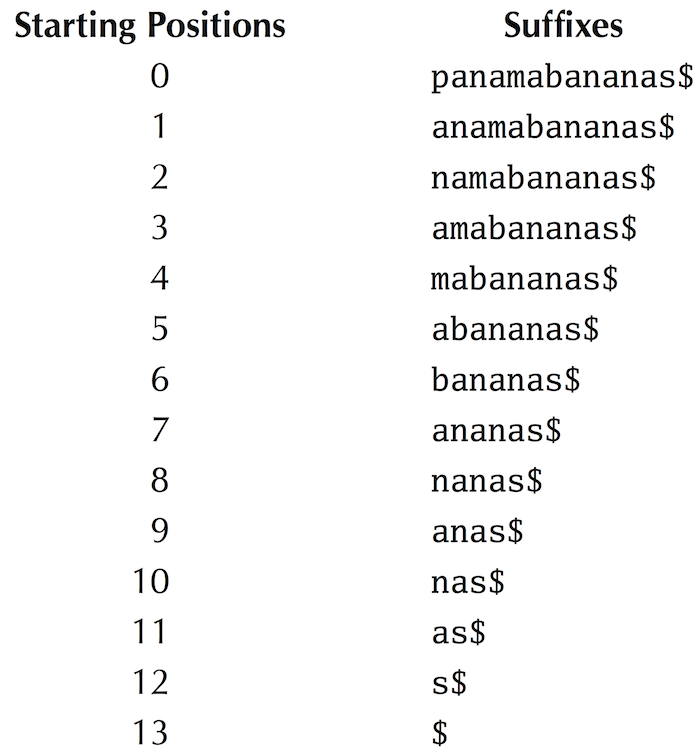 Starting Positions Suffixes
0 panamabananas$
1 anamabananas$
2 namabananas$
3 amabananas$
4 mabananas$
5 abananas$
6 bananas$
7 ananas$
8 nanas$
9 anas$
10 nas$
11 as$
12 s$
13 $